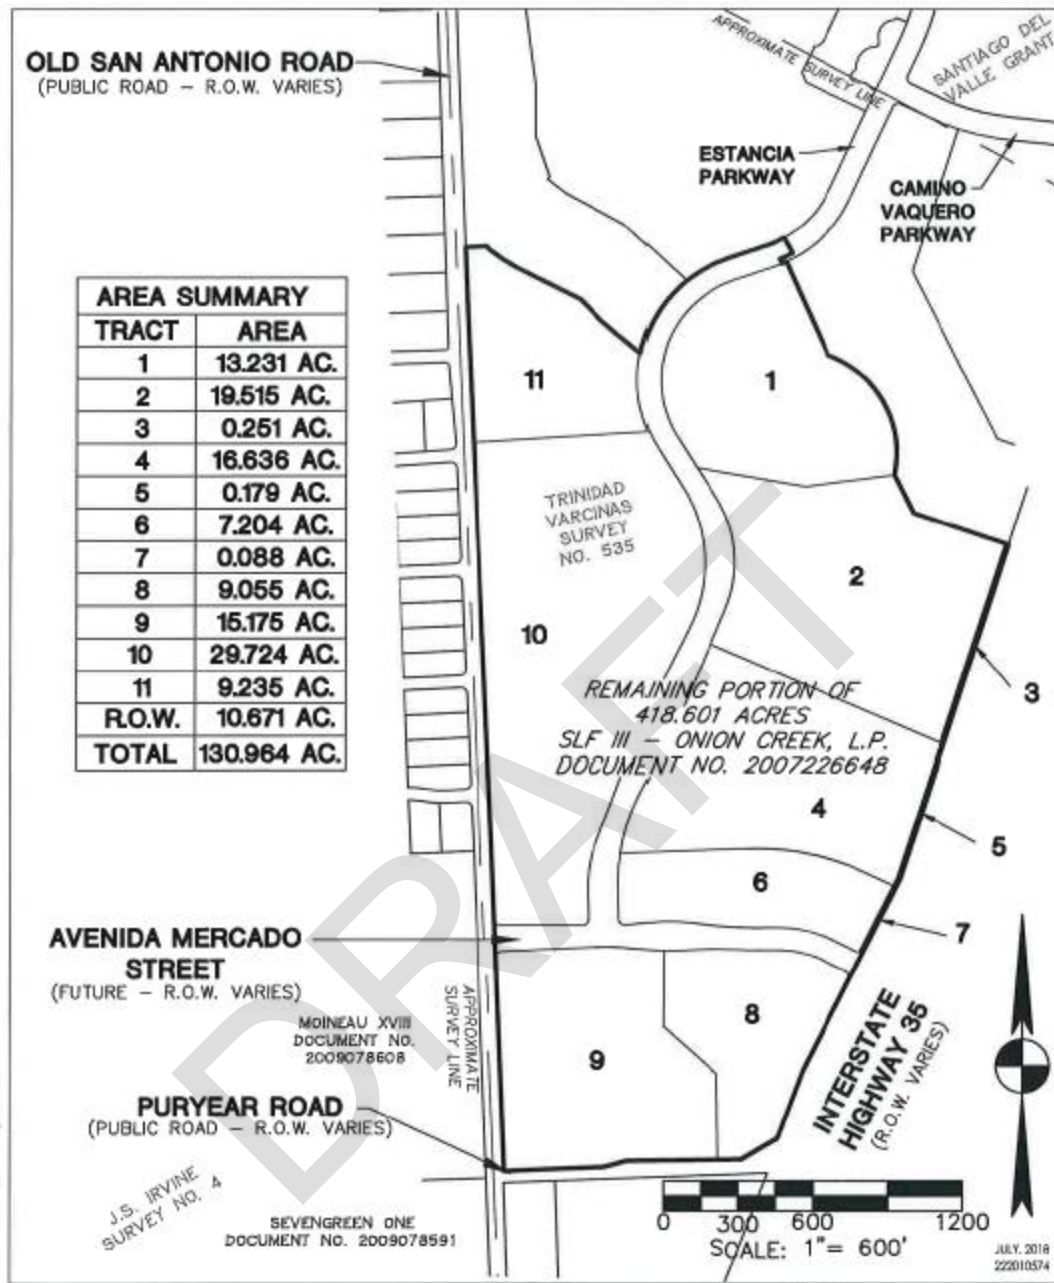 OLD SAN ANTONIO ROAD
(PUBLIC ROAD – R.O.W. VARIES)
APPROXIMATE SURVEY LINE
SANTIAGO DEL
VALLE GRANT
ESTANCIA
PARKWAY
CAMINO
VAQUERO
PARKWAY
AREA SUMMARY
TRACT AREA
1 13.231 AC.
2 19.515 AC.
3 0.251 AC.
4 16.636 AC.
5 0.179 AC.
6 7.204 AC.
7 0.088 AC.
8 9.055 AC.
9 15.175 AC.
10 29.724 AC.
11 9.235 AC.
R.O.W. 10.671 AC.
TOTAL 130.964 AC.
11
1
TRINIDAD
VARCINAS
SURVEY
NO. 535
2
10
REMAINING PORTION OF
418.601 ACRES
SLF III – ONION CREEK, L.P.
DOCUMENT NO. 2007226648
3
4
5
6
7
AVENIDA MERCADO
STREET
(FUTURE – R.O.W. VARIES)
MOINEAU XVIII
DOCUMENT NO.
2009078608
APPROXIMATE
SURVEY LINE
8
9
INTERSTATE
HIGHWAY 35
(R.O.W. VARIES)
PURYEAR ROAD
(PUBLIC ROAD – R.O.W. VARIES)
J.S. IRVINE
SURVEY NO. 4
SEVENGREEN ONE
DOCUMENT NO. 2009078591
0 300 600 1200
SCALE: 1"= 600'
JULY, 2018
222010574
DRAFT